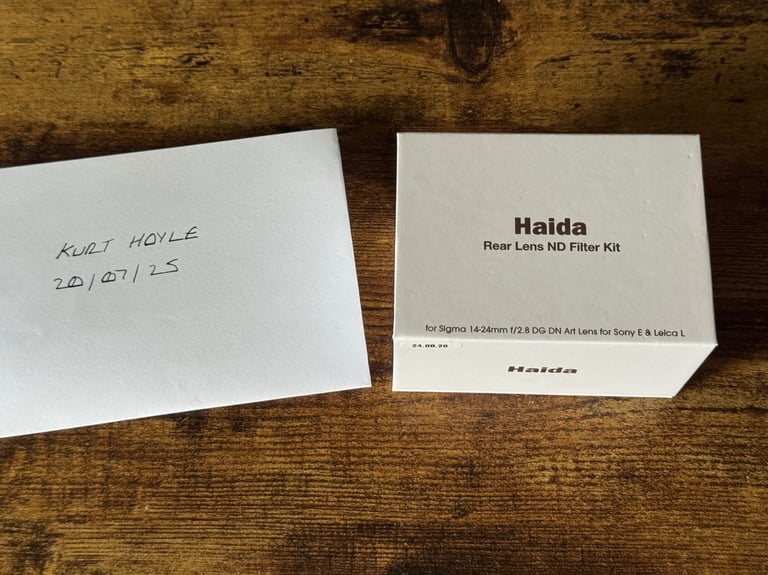 KURT HOYLE
20/07/25
Haida
Rear Lens ND Filter Kit
for Sigma 14-24mm f/2.8 DG DN Art Lens for Sony E & Leica L
24.08.20
Haida